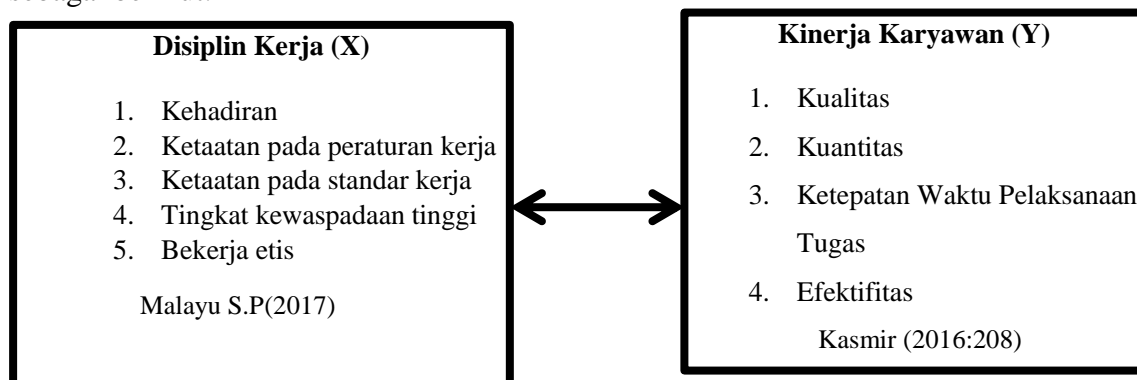 Disiplin Kerja (X)
1. Kehadiran
2. Ketaatan pada peraturan kerja
3. Ketaatan pada standar kerja
4. Tingkat kewaspadaan tinggi
5. Bekerja etis
Malayu S.P(2017)
Kinerja Karyawan (Y)
1. Kualitas
2. Kuantitas
3. Ketepatan Waktu Pelaksanaan
Tugas
4. Efektifitas
Kasmir (2016:208)